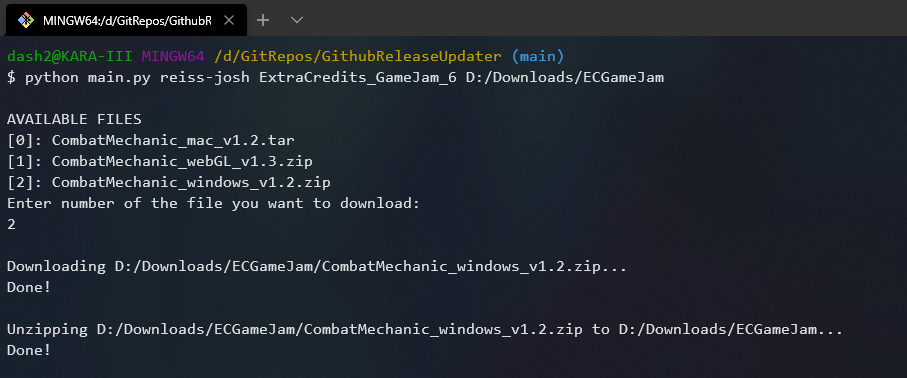 MINGW64:/d/GitRepos/GithubR
dash2@KARA-III MINGW64 /d/GitRepos/GithubReleaseUpdater (main)
$ python main.py reiss-josh ExtraCredits_GameJam_6 D:/Downloads/ECGameJam
AVAILABLE FILES
[0]: CombatMechanic_mac_v1.2.tar
[1]: CombatMechanic_webGL_v1.3.zip
[2]: CombatMechanic_windows_v1.2.zip
Enter number of the file you want to download:
2
Downloading D:/Downloads/ECGameJam/CombatMechanic_windows_v1.2.zip...
Done!
Unzipping D:/Downloads/ECGameJam/CombatMechanic_windows_v1.2.zip to D:/Downloads/ECGameJam...
Done!